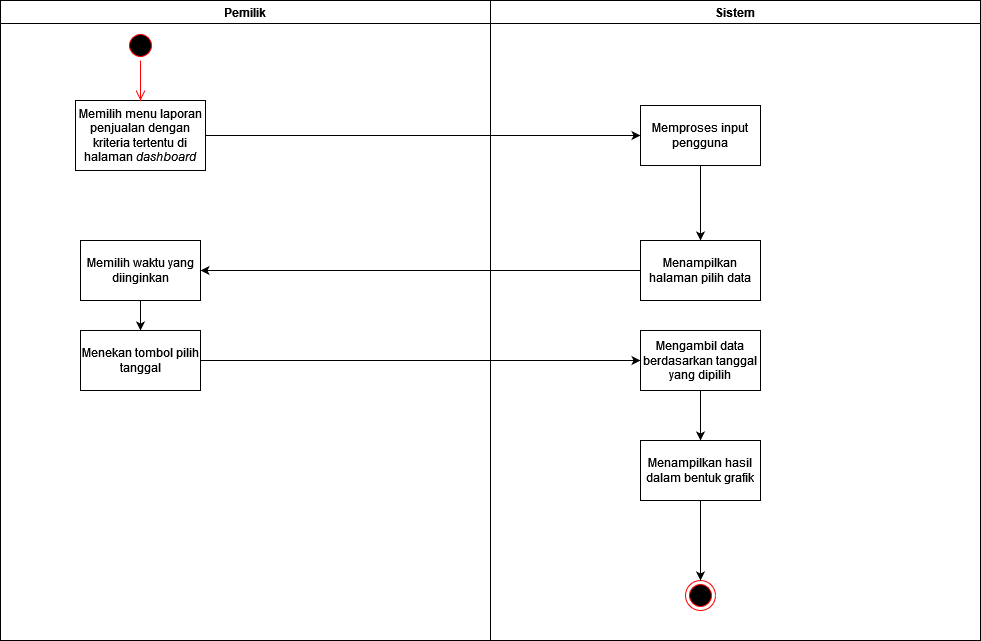 Pemilik
Sistem
Memilih menu laporan
penjualan dengan
kriteria tertentu di
halaman dashboard
Memproses input
pengguna
Menampilkan
halaman pilih data
Memilih waktu yang
diinginkan
Menekan tombol pilih
tanggal
Mengambil data
berdasarkan tanggal
yang dipilih
Menampilkan hasil
dalam bentuk grafik